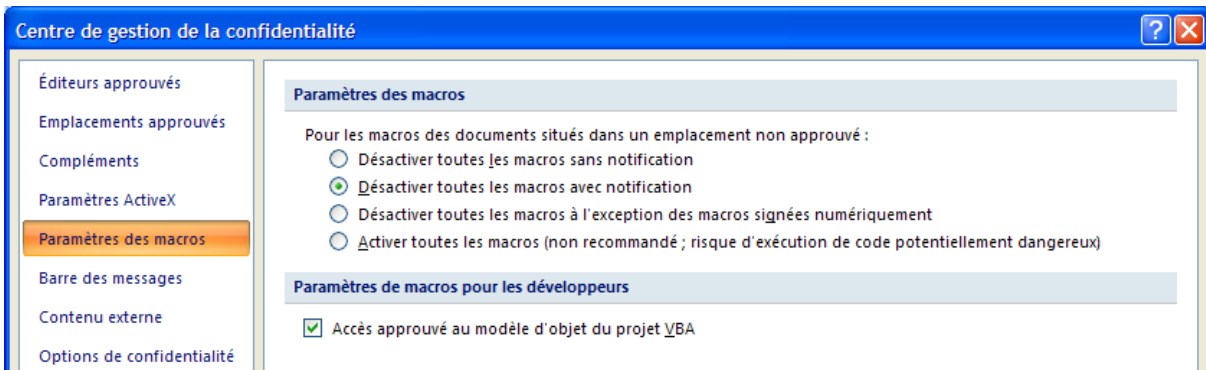 Centre de gestion de la confidentialité
Éditeurs approuvés
Emplacements approuvés
Compléments
Paramètres ActiveX
Paramètres des macros
Barre des messages
Contenu externe
Options de confidentialité
Paramètres des macros
Pour les macros des documents situés dans un emplacement non approuvé :
Désactiver toutes les macros sans notification
Désactiver toutes les macros avec notification
Désactiver toutes les macros à l'exception des macros signées numériquement
Activer toutes les macros (non recommandé ; risque d'exécution de code potentiellement dangereux)
Paramètres de macros pour les développeurs
Accès approuvé au modèle d'objet du projet VBA